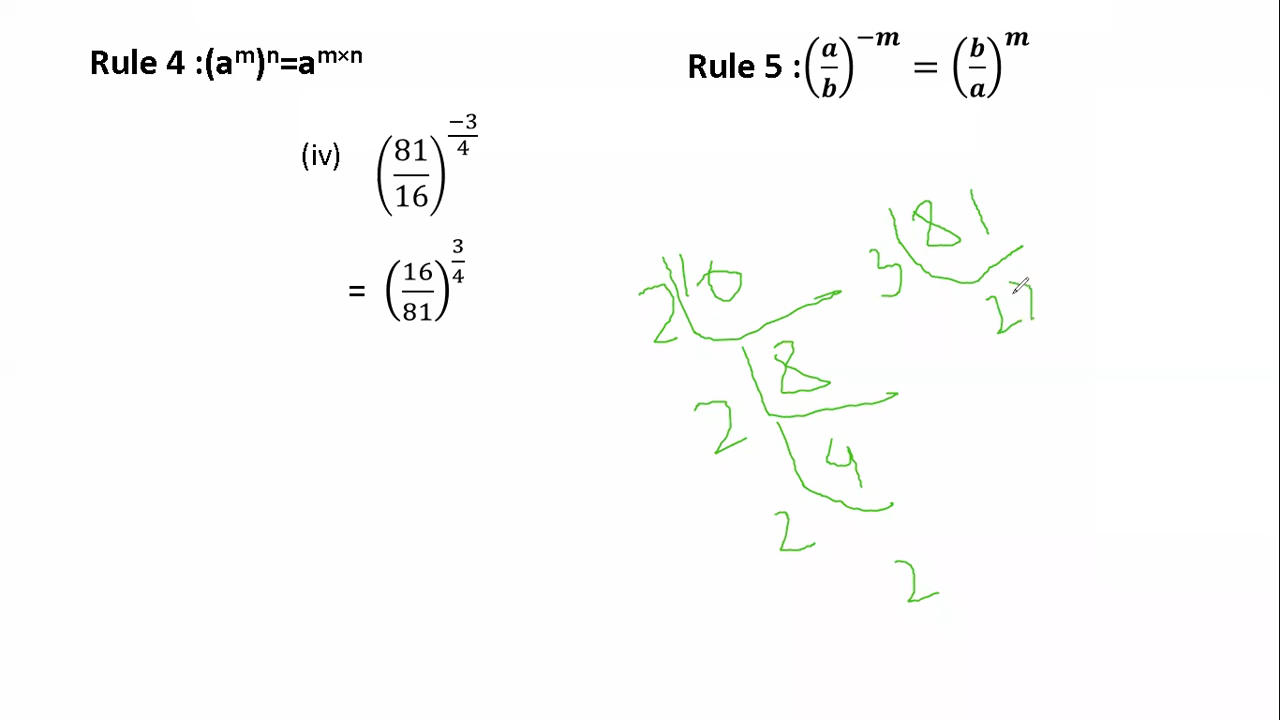 Rule 4 :(aᵐ)ⁿ=aᵐˣⁿ
Rule 5 :(a/b)^−m = (b/a)^m
(iv) (81/16)^(−3/4)
= (16/81)^(3/4)
2 16
3 81
27
2 8
2 4
2